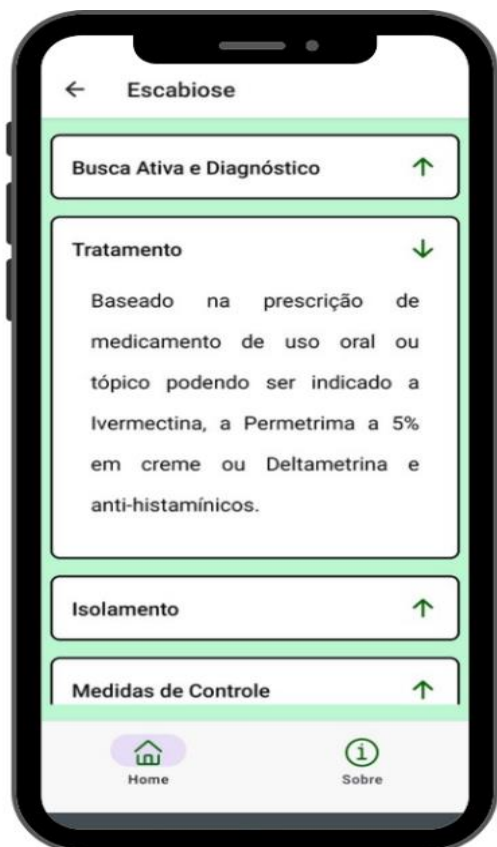 Escabiose
Busca Ativa e Diagnóstico
Tratamento
Baseado na prescrição de
medicamento de uso oral ou
tópico podendo ser indicado a
Ivermectina, a Permetrima a 5%
em creme ou Deltametrina e
anti-histamínicos.
Isolamento
Medidas de Controle
Home
Sobre